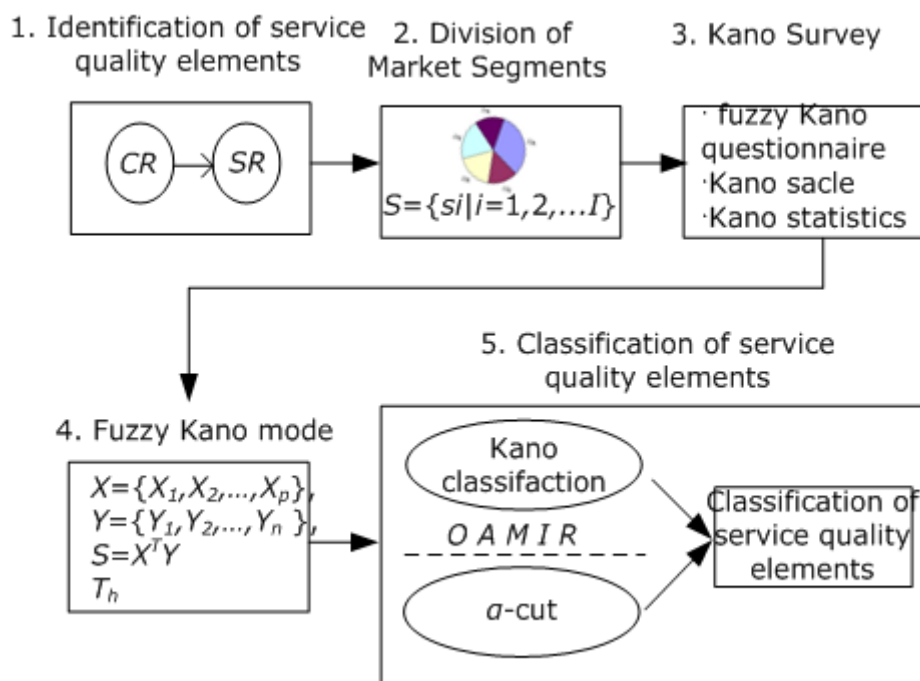 1. Identification of service
quality elements
CR
SR
2. Division of
Market Segments
S={si|i=1,2,...I}
3. Kano Survey
· fuzzy Kano
questionnaire
·Kano sacle
·Kano statistics
4. Fuzzy Kano mode
X={X₁,X₂,...,Xₚ},
Y={Y₁,Y₂,...,Yₙ },
S=XᵀY
Tₕ
5. Classification of service
quality elements
Kano
classifaction
O A M I R
α-cut
Classification of
service quality
elements